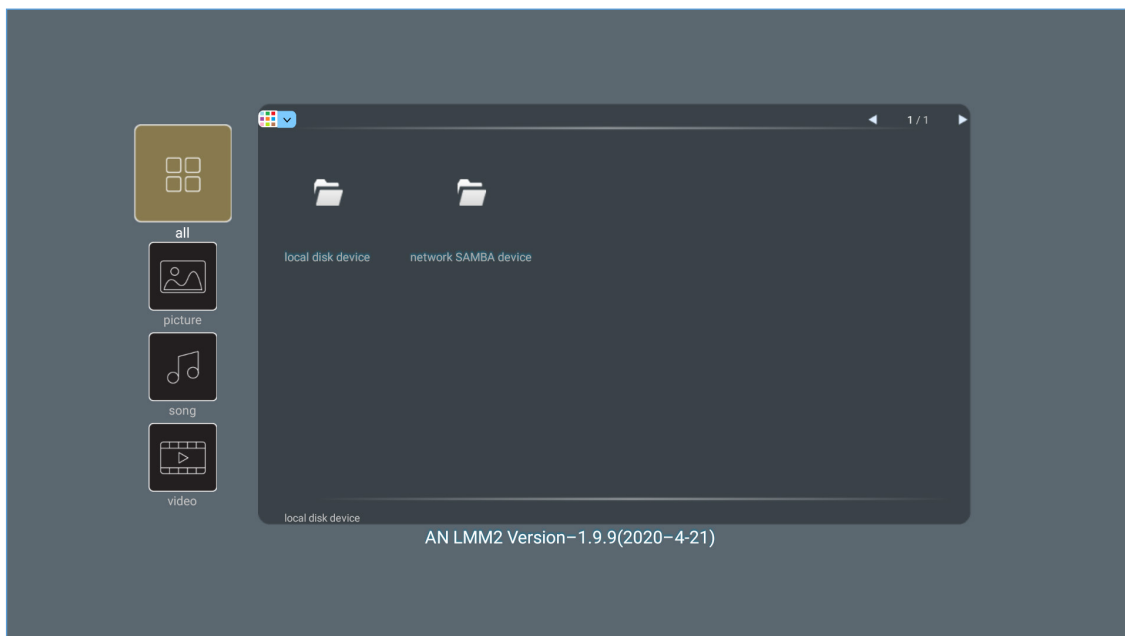 1 / 1
all
picture
song
video
local disk device
network SAMBA device
local disk device
AN LMM2 Version–1.9.9(2020–4-21)